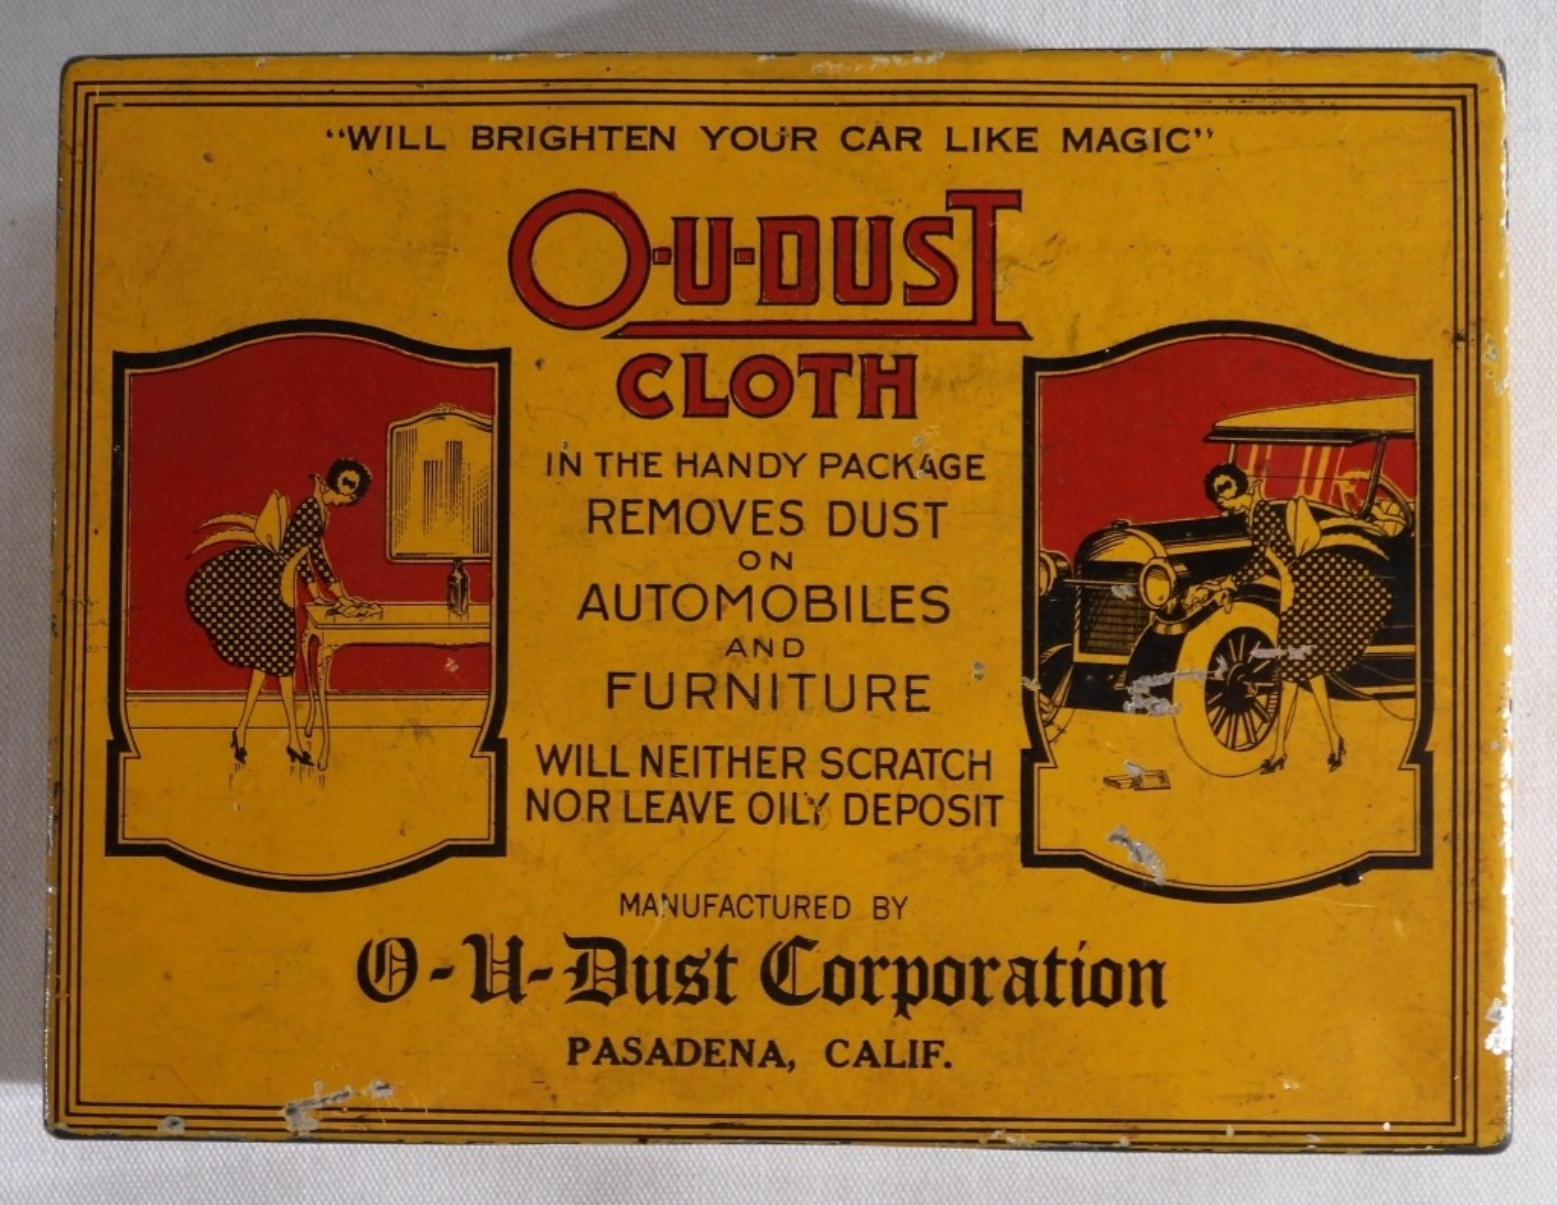 "WILL BRIGHTEN YOUR CAR LIKE MAGIC"
O-U-DUST
CLOTH
IN THE HANDY PACKAGE
REMOVES DUST
ON
AUTOMOBILES
AND
FURNITURE
WILL NEITHER SCRATCH
NOR LEAVE OILY DEPOSIT
MANUFACTURED BY
O-U-Dust Corporation
PASADENA, CALIF.